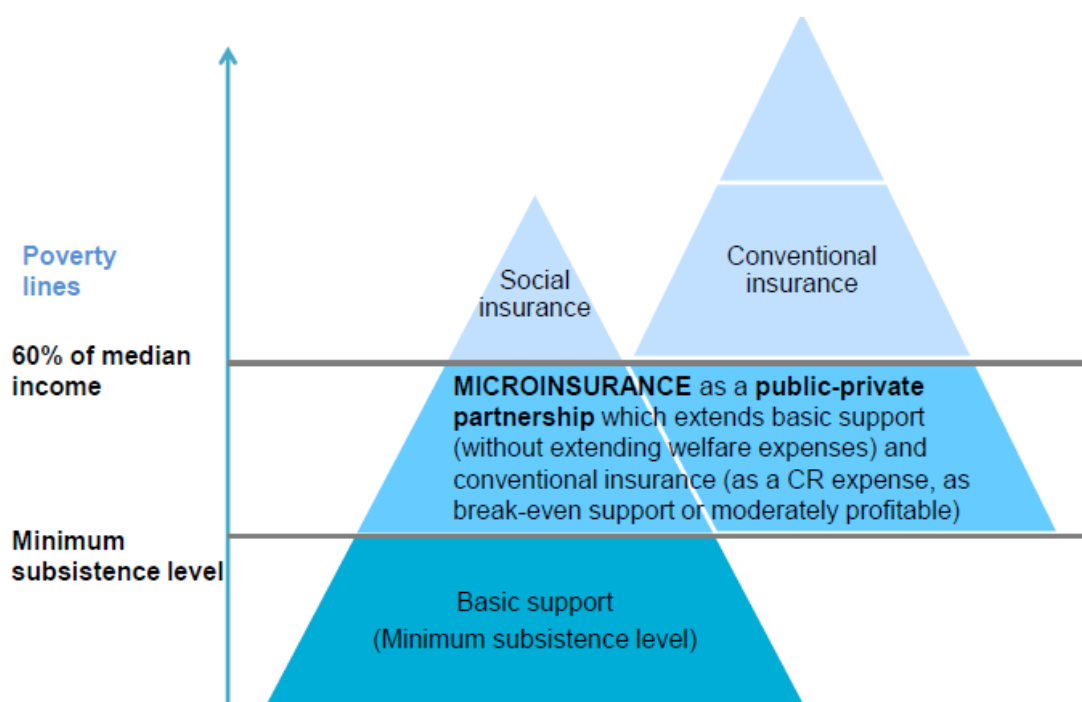 Poverty
lines
60% of median
income
Minimum
subsistence level
Social
insurance
Conventional
insurance
MICROINSURANCE as a public-private
partnership which extends basic support
(without extending welfare expenses) and
conventional insurance (as a CR expense, as
break-even support or moderately profitable)
Basic support
(Minimum subsistence level)